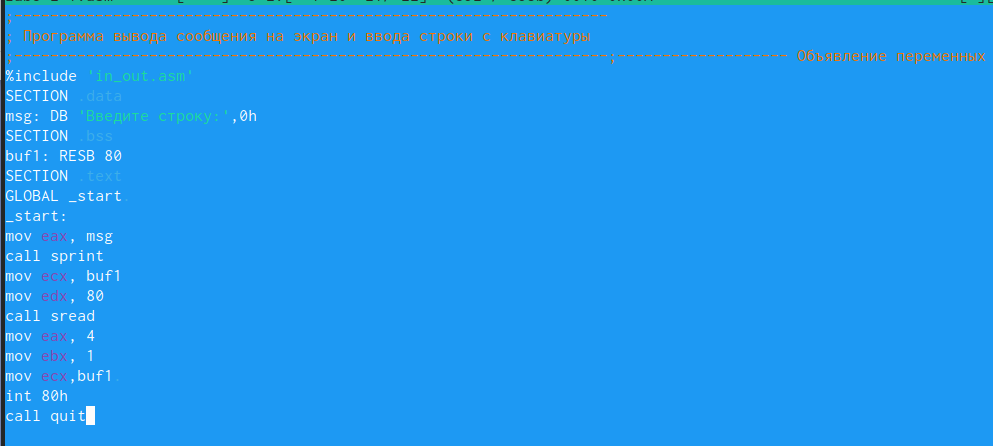 ;---------------------------------------------------------------
; Программа вывода сообщения на экран и ввода строки с клавиатуры
;------------------------------------------------------------------;------------------- Объявление переменных
%include 'in_out.asm'
SECTION .data
msg: DB 'Введите строку:',0h
SECTION .bss
buf1: RESB 80
SECTION .text
GLOBAL _start
_start:
mov eax, msg
call sprint
mov ecx, buf1
mov edx, 80
call sread
mov eax, 4
mov ebx, 1
mov ecx,buf1
int 80h
call quit